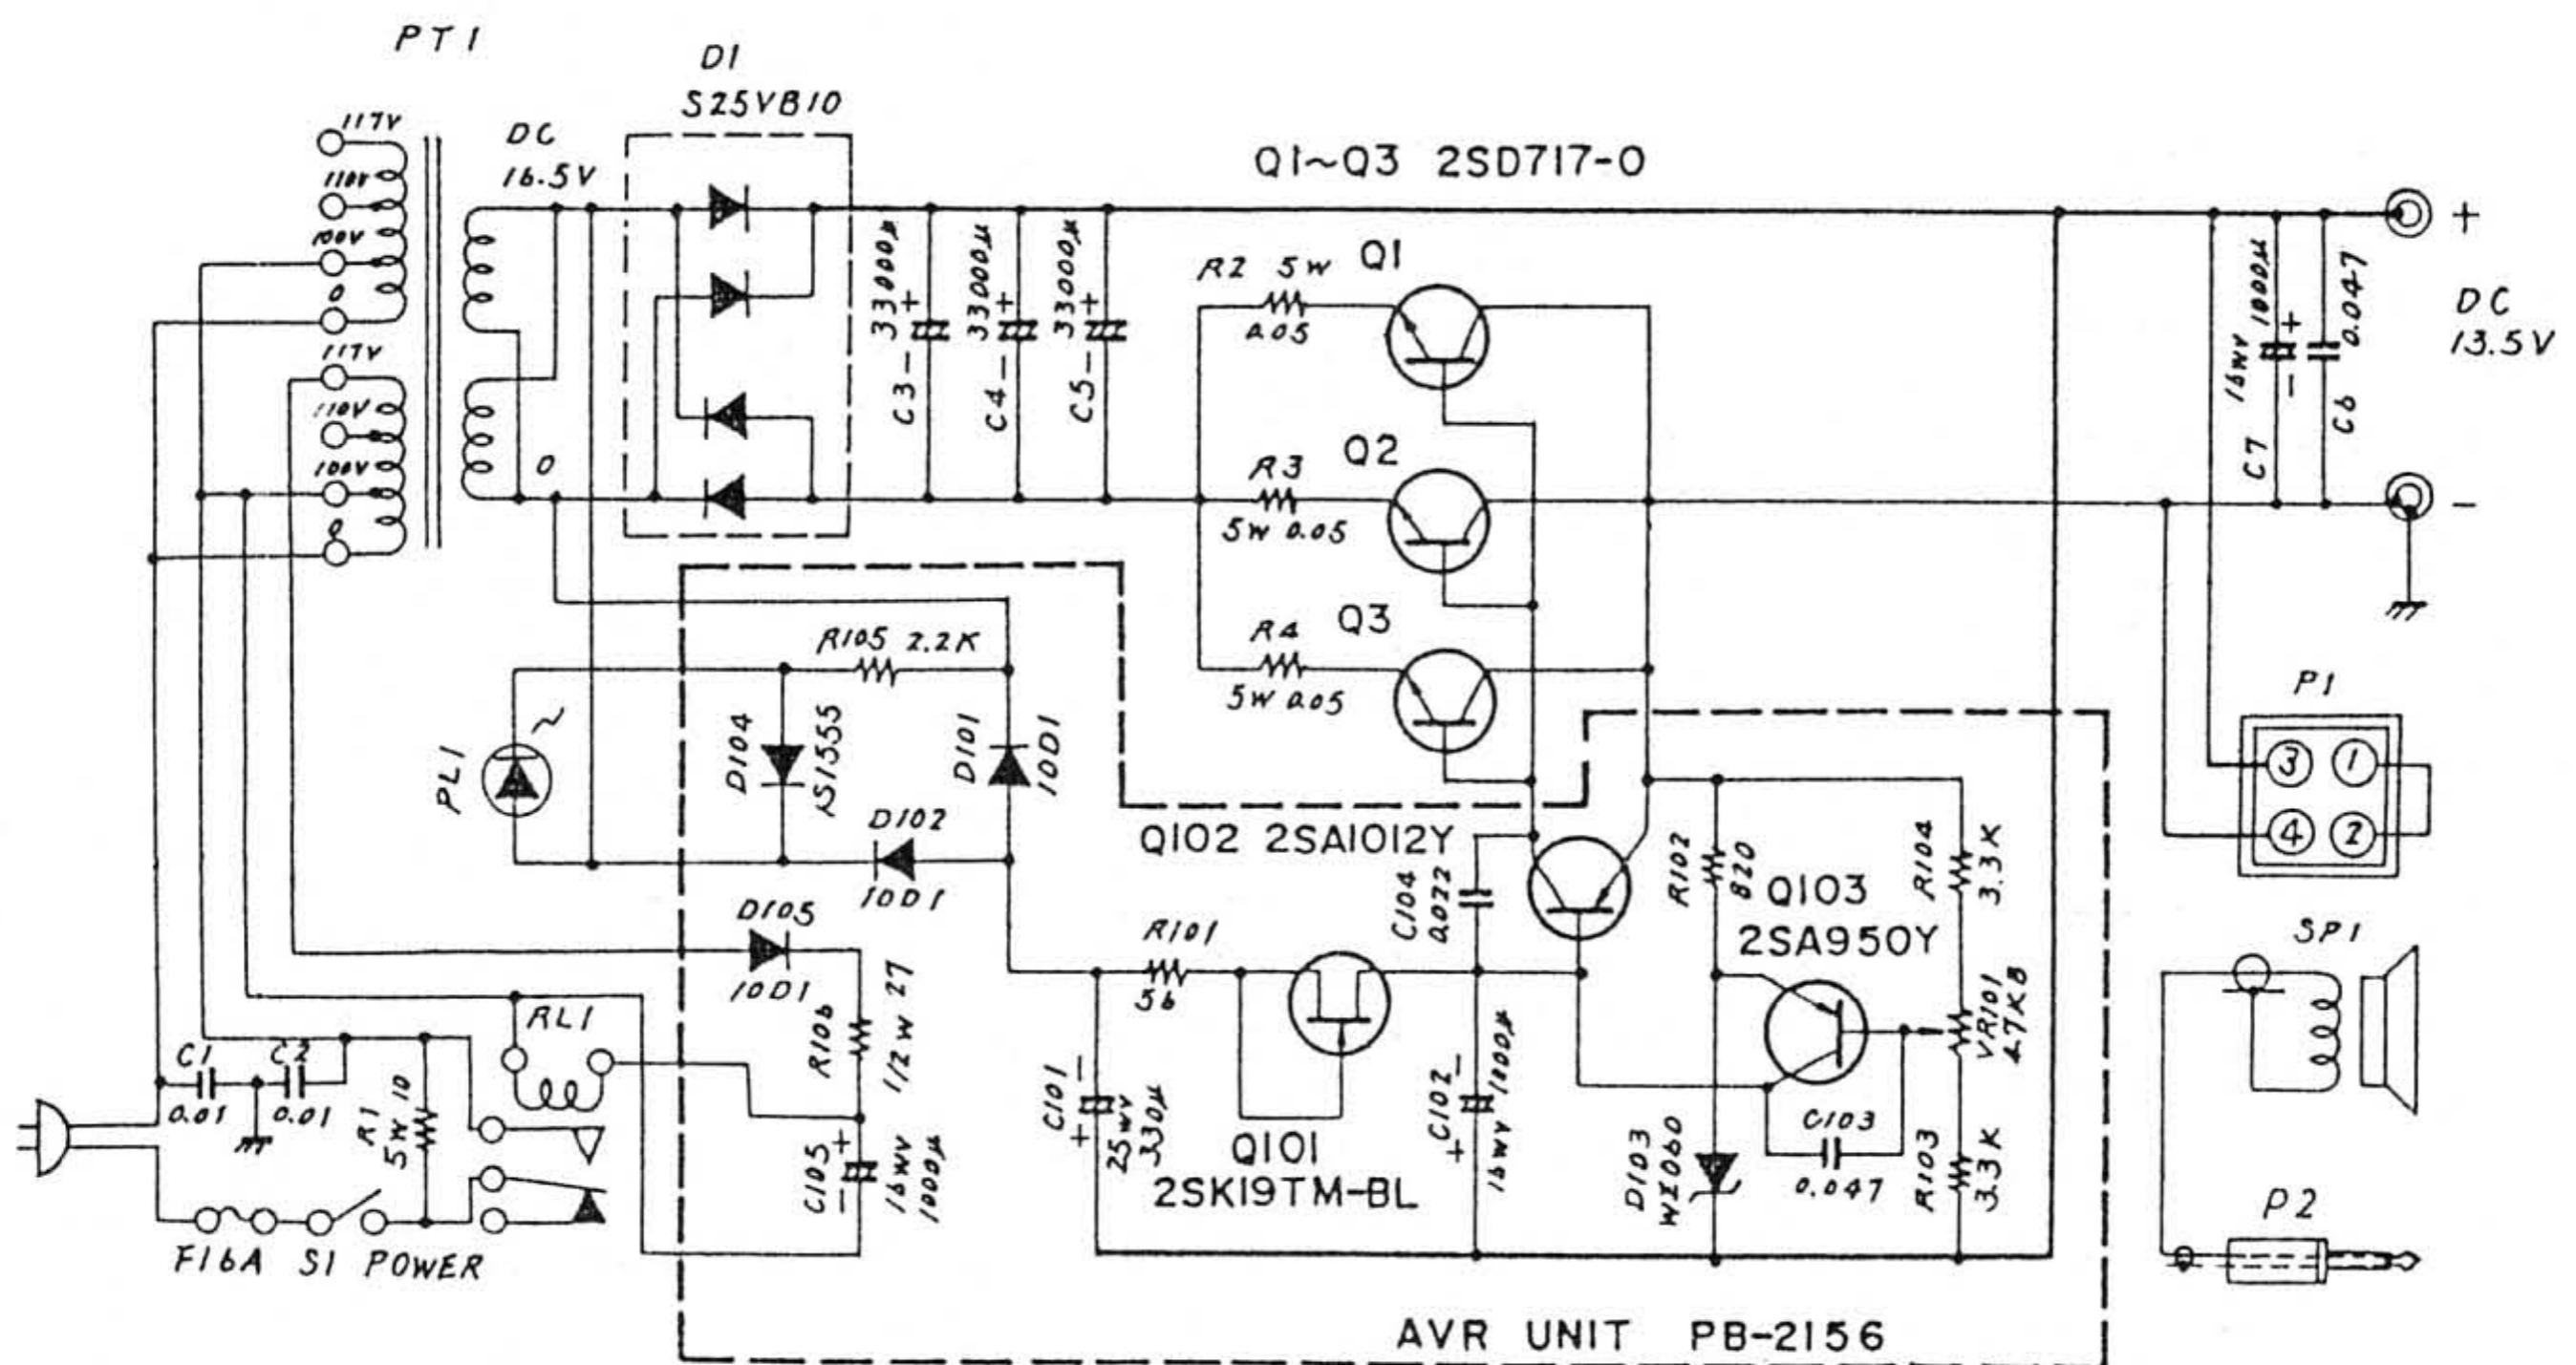 PT1
D1
S25VB10
117V
DC
16.5V
Q1~Q3 2SD717-O
110V
100V
0
117V
110V
100V
0
0
33000μ
+
C3 −
33000μ
+
C4 −
33000μ
+
C5 −
R2 5W
0.05
Q1
R3
5W 0.05
Q2
R4
5W 0.05
Q3
16WV 1000μ
+
−
C7
0.047
C6
+
DC
13.5V
−
P1
3 1
4 2
R105 2.2K
PL1
D104
1S1555
D101
10D1
D102
10D1
Q102 2SA1012Y
D105
10D1
R106
1/2W 27
R101
56
C104
0.022
R102
820
Q103
2SA950Y
R104
3.3K
VR101
47KB
SP1
C1
0.01
C2
0.01
R1
5W 10
RL1
C105
+
−
16WV
1000μ
C101
−
+
25WV
330μ
Q101
2SK19TM-BL
C102
−
+
16WV 1000μ
D103
WZ060
C103
0.047
R103
3.3K
P2
F1 6A S1 POWER
AVR UNIT PB-2156